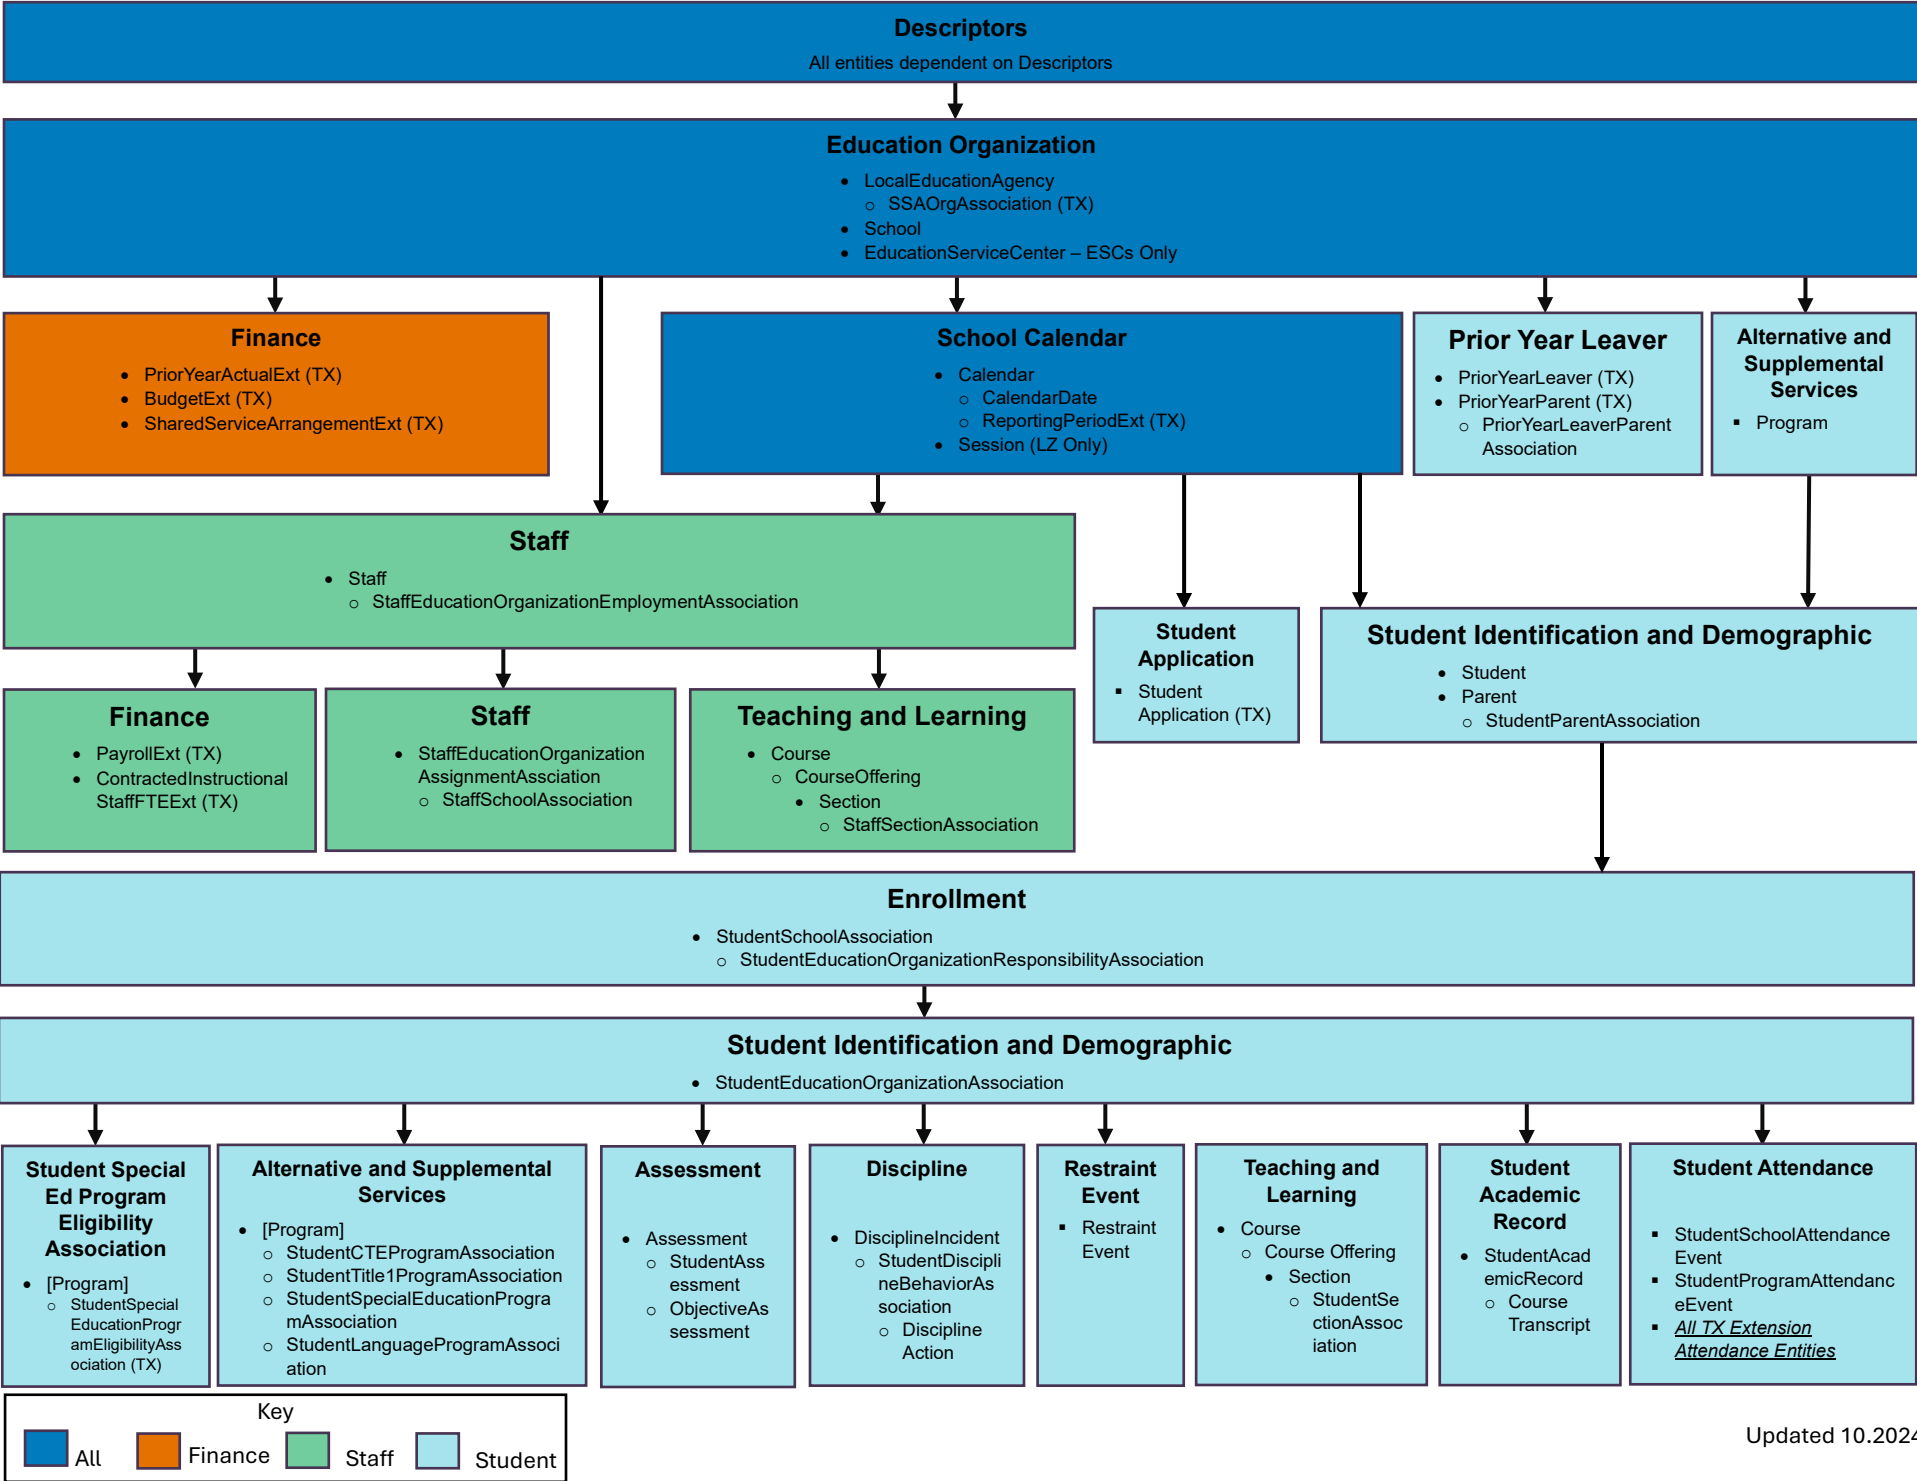 Descriptors
All entities dependent on Descriptors
Education Organization
• LocalEducationAgency
o SSAOrgAssociation (TX)
• School
• EducationServiceCenter – ESCs Only
Finance
• PriorYearActualExt (TX)
• BudgetExt (TX)
• SharedServiceArrangementExt (TX)
School Calendar
• Calendar
o CalendarDate
o ReportingPeriodExt (TX)
• Session (LZ Only)
Prior Year Leaver
• PriorYearLeaver (TX)
• PriorYearParent (TX)
o PriorYearLeaverParent
Association
Alternative and
Supplemental
Services
▪ Program
Staff
• Staff
o StaffEducationOrganizationEmploymentAssociation
Student
Application
▪ Student
Application (TX)
Student Identification and Demographic
• Student
• Parent
o StudentParentAssociation
Finance
• PayrollExt (TX)
• ContractedInstructional
StaffFTEExt (TX)
Staff
• StaffEducationOrganization
AssignmentAssciation
o StaffSchoolAssociation
Teaching and Learning
• Course
o CourseOffering
• Section
o StaffSectionAssociation
Enrollment
• StudentSchoolAssociation
o StudentEducationOrganizationResponsibilityAssociation
Student Identification and Demographic
• StudentEducationOrganizationAssociation
Student Special
Ed Program
Eligibility
Association
• [Program]
o StudentSpecial
EducationProgr
amEligibilityAss
ociation (TX)
Alternative and Supplemental
Services
• [Program]
o StudentCTEProgramAssociation
o StudentTitle1ProgramAssociation
o StudentSpecialEducationProgra
mAssociation
o StudentLanguageProgramAssoci
ation
Assessment
• Assessment
o StudentAss
essment
o ObjectiveAs
sessment
Discipline
• DisciplineIncident
o StudentDiscipli
neBehaviorAs
sociation
o Discipline
Action
Restraint
Event
▪ Restraint
Event
Teaching and
Learning
• Course
o Course Offering
• Section
o StudentSe
ctionAssoc
iation
Student
Academic
Record
• StudentAcad
emicRecord
o Course
Transcript
Student Attendance
▪ StudentSchoolAttendance
Event
▪ StudentProgramAttendanc
eEvent
▪ All TX Extension
Attendance Entities
Key
All
Finance
Staff
Student
Updated 10.2024